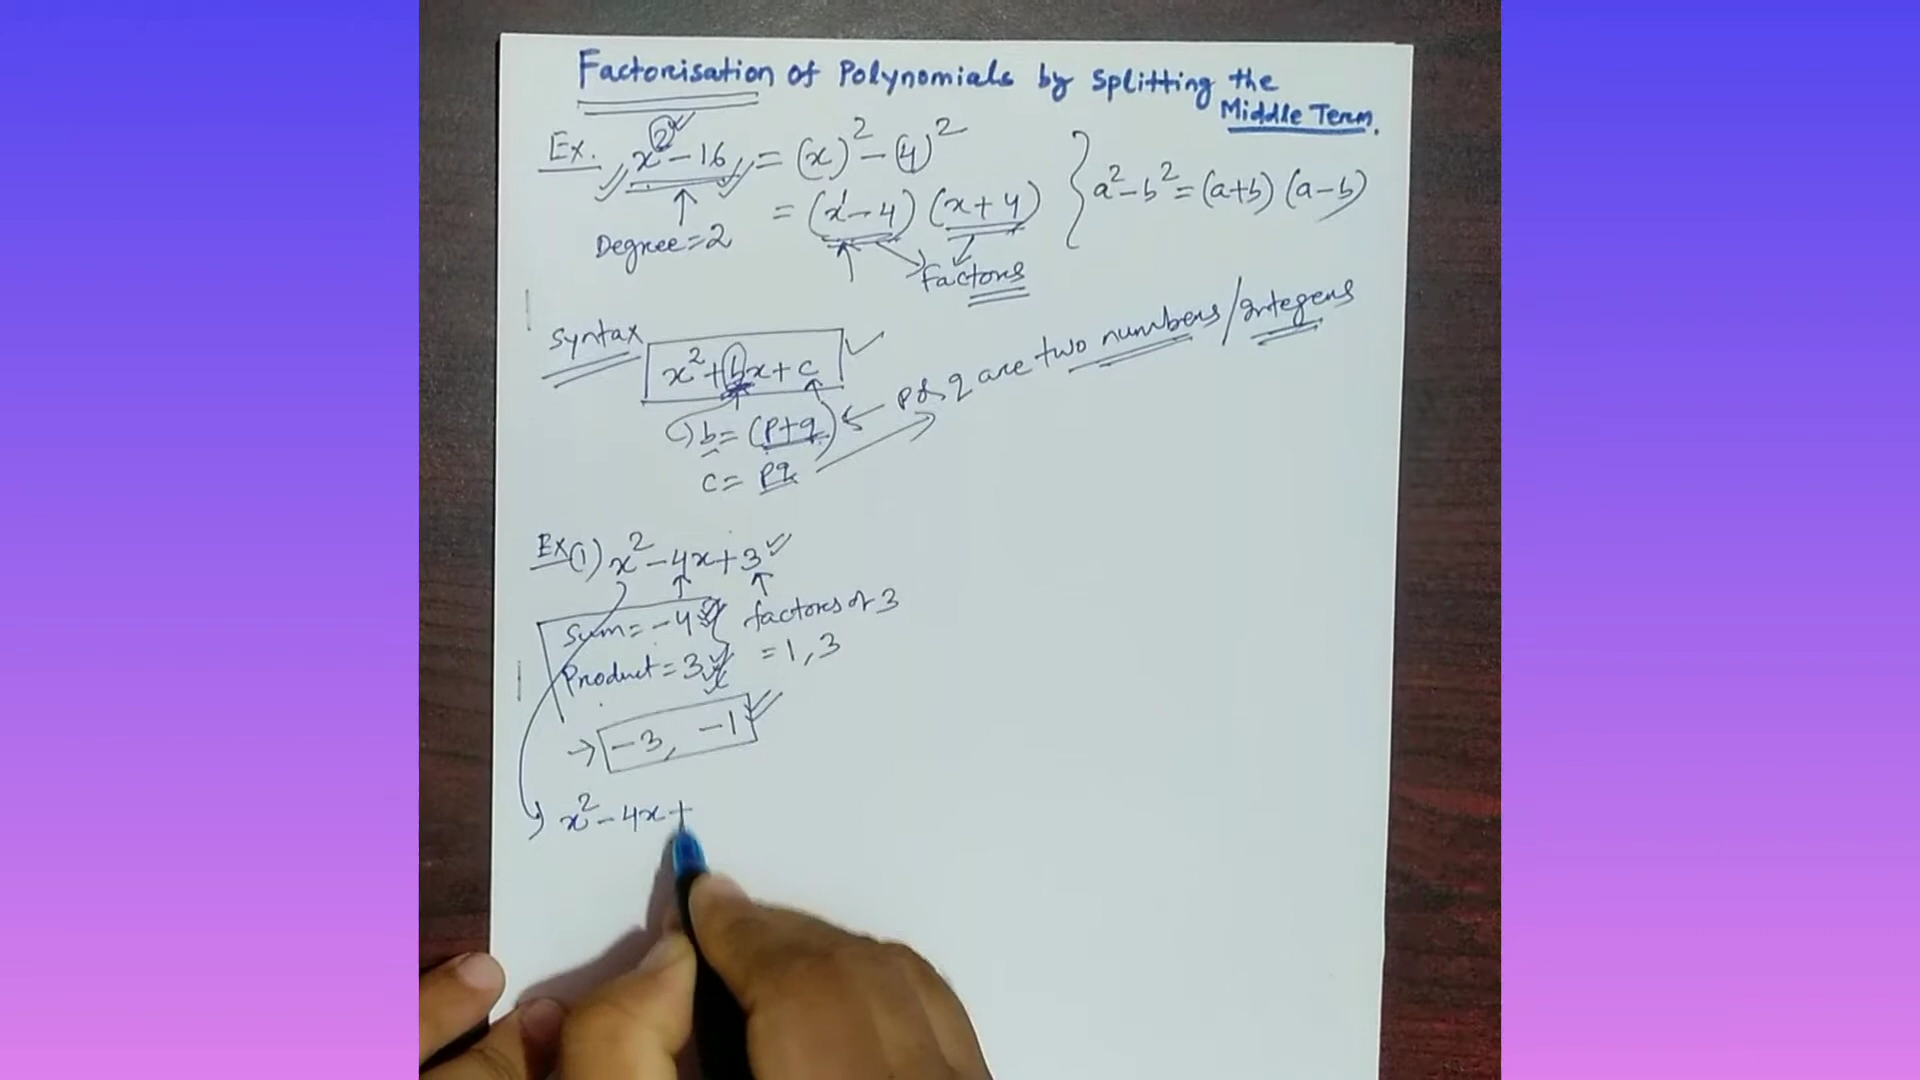 Factorisation of Polynomials by Splitting the
Middle Term.
Ex. x² - 16 = (x)² - (4)²
= (x - 4) (x + 4) } a² - b² = (a+b) (a-b)
Degree = 2
Factors
Syntax
x² + bx + c
b = (p+q) ← p & q are two numbers/integers
c = pq
Ex (1) x² - 4x + 3
Sum = -4
factors of 3
Product = 3
= 1, 3
→ -3, -1
x² - 4x +